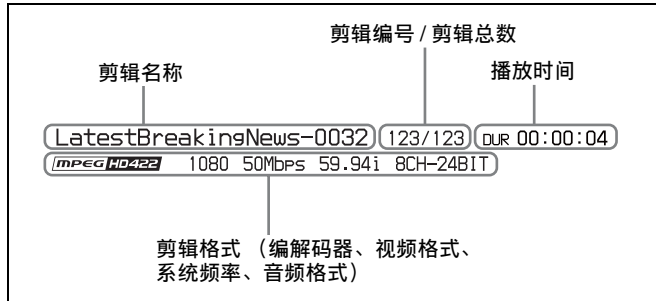 剪辑编号 / 剪辑总数
剪辑名称
播放时间
LatestBreakingNews-0032 123/123 DUR 00:00:04
MPEG HD422 1080 50Mbps 59.94i 8CH-24BIT
剪辑格式 （编解码器、视频格式、
系统频率、音频格式）